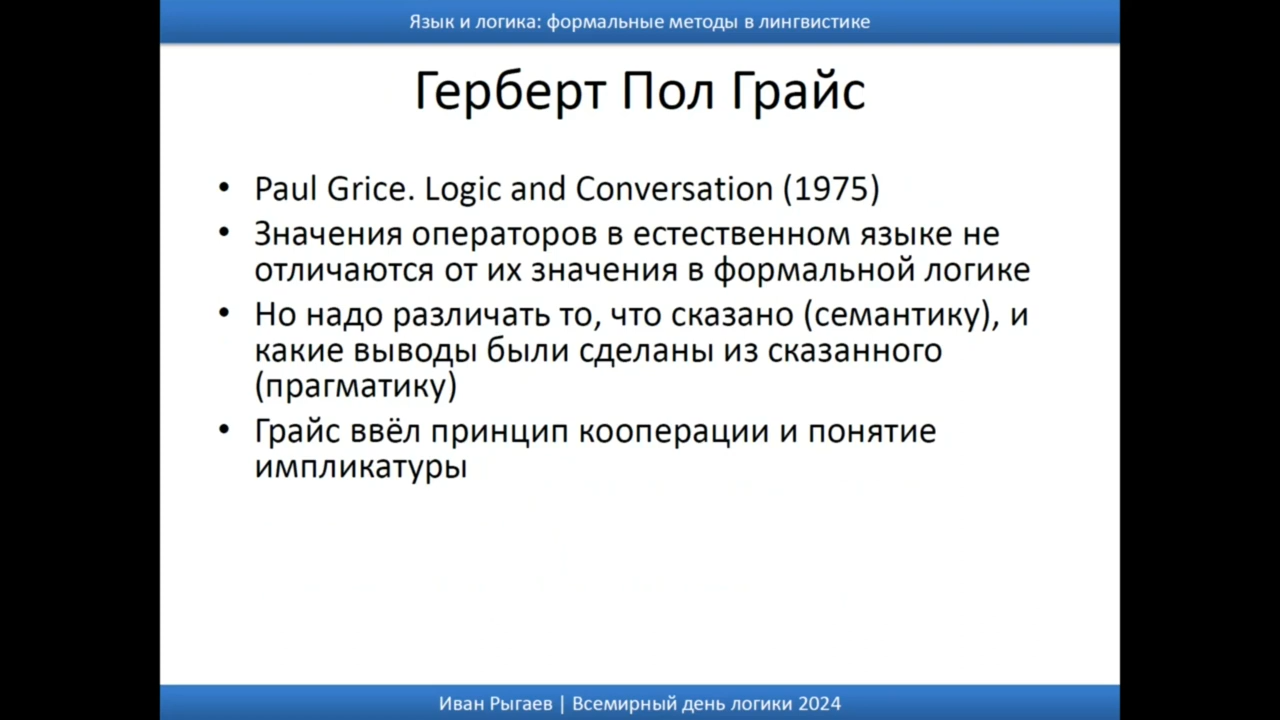 Язык и логика: формальные методы в лингвистике
Герберт Пол Грайс
• Paul Grice. Logic and Conversation (1975)
• Значения операторов в естественном языке не
отличаются от их значения в формальной логике
• Но надо различать то, что сказано (семантику), и
какие выводы были сделаны из сказанного
(прагматику)
• Грайс ввёл принцип кооперации и понятие
импликатуры
Иван Рыгаев | Всемирный день логики 2024